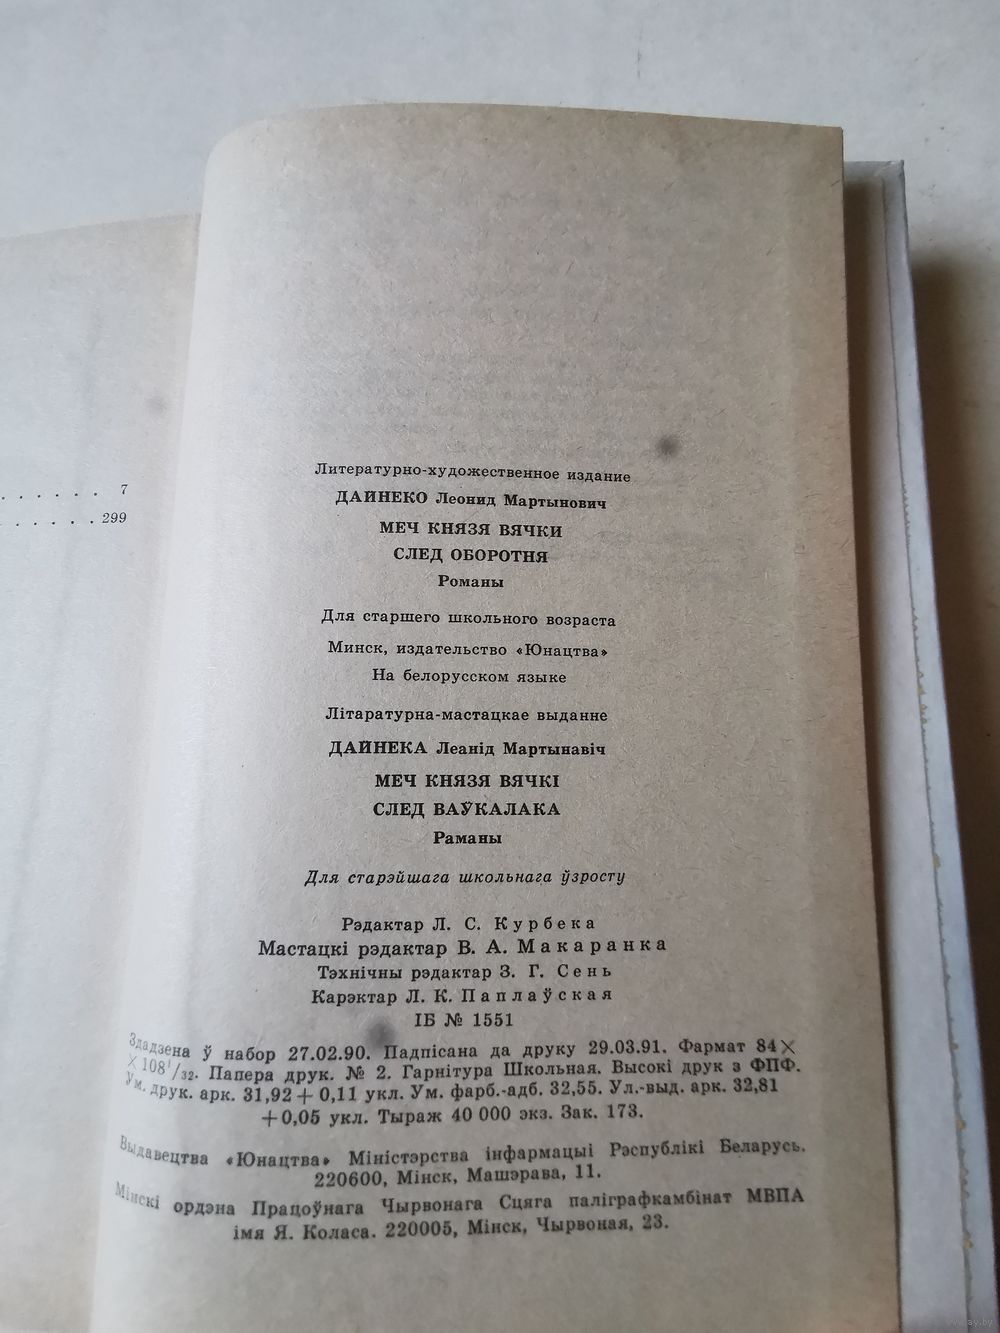 . . . . . . 7
. . . . . . 299
Литературно-художественное издание
ДАЙНЕКО Леонид Мартынович
МЕЧ КНЯЗЯ ВЯЧКИ
СЛЕД ОБОРОТНЯ
Романы
Для старшего школьного возраста
Минск, издательство «Юнацтва»
На белорусском языке
Літаратурна-мастацкае выданне
ДАЙНЕКА Леанід Мартынавіч
МЕЧ КНЯЗЯ ВЯЧКІ
СЛЕД ВАЎКАЛАКА
Раманы
Для старэйшага школьнага ўзросту
Рэдактар Л. С. Курбека
Мастацкі рэдактар В. А. Макаранка
Тэхнічны рэдактар З. Г. Сень
Карэктар Л. К. Паплаўская
ІБ № 1551
Здадзена ў набор 27.02.90. Падпісана да друку 29.03.91. Фармат 84×
×108¹/₃₂. Папера друк. № 2. Гарнітура Школьная. Высокі друк з ФПФ.
Ум. друк. арк. 31,92+0,11 укл. Ум. фарб.-адб. 32,55. Ул.-выд. арк. 32,81
+0,05 укл. Тыраж 40 000 экз. Зак. 173.
Выдавецтва «Юнацтва» Міністэрства інфармацыі Рэспублікі Беларусь.
220600, Мінск, Машэрава, 11.
Мінскі ордэна Працоўнага Чырвонага Сцяга паліграфкамбінат МВПА
імя Я. Коласа. 220005, Мінск, Чырвоная, 23.
www.ay.by